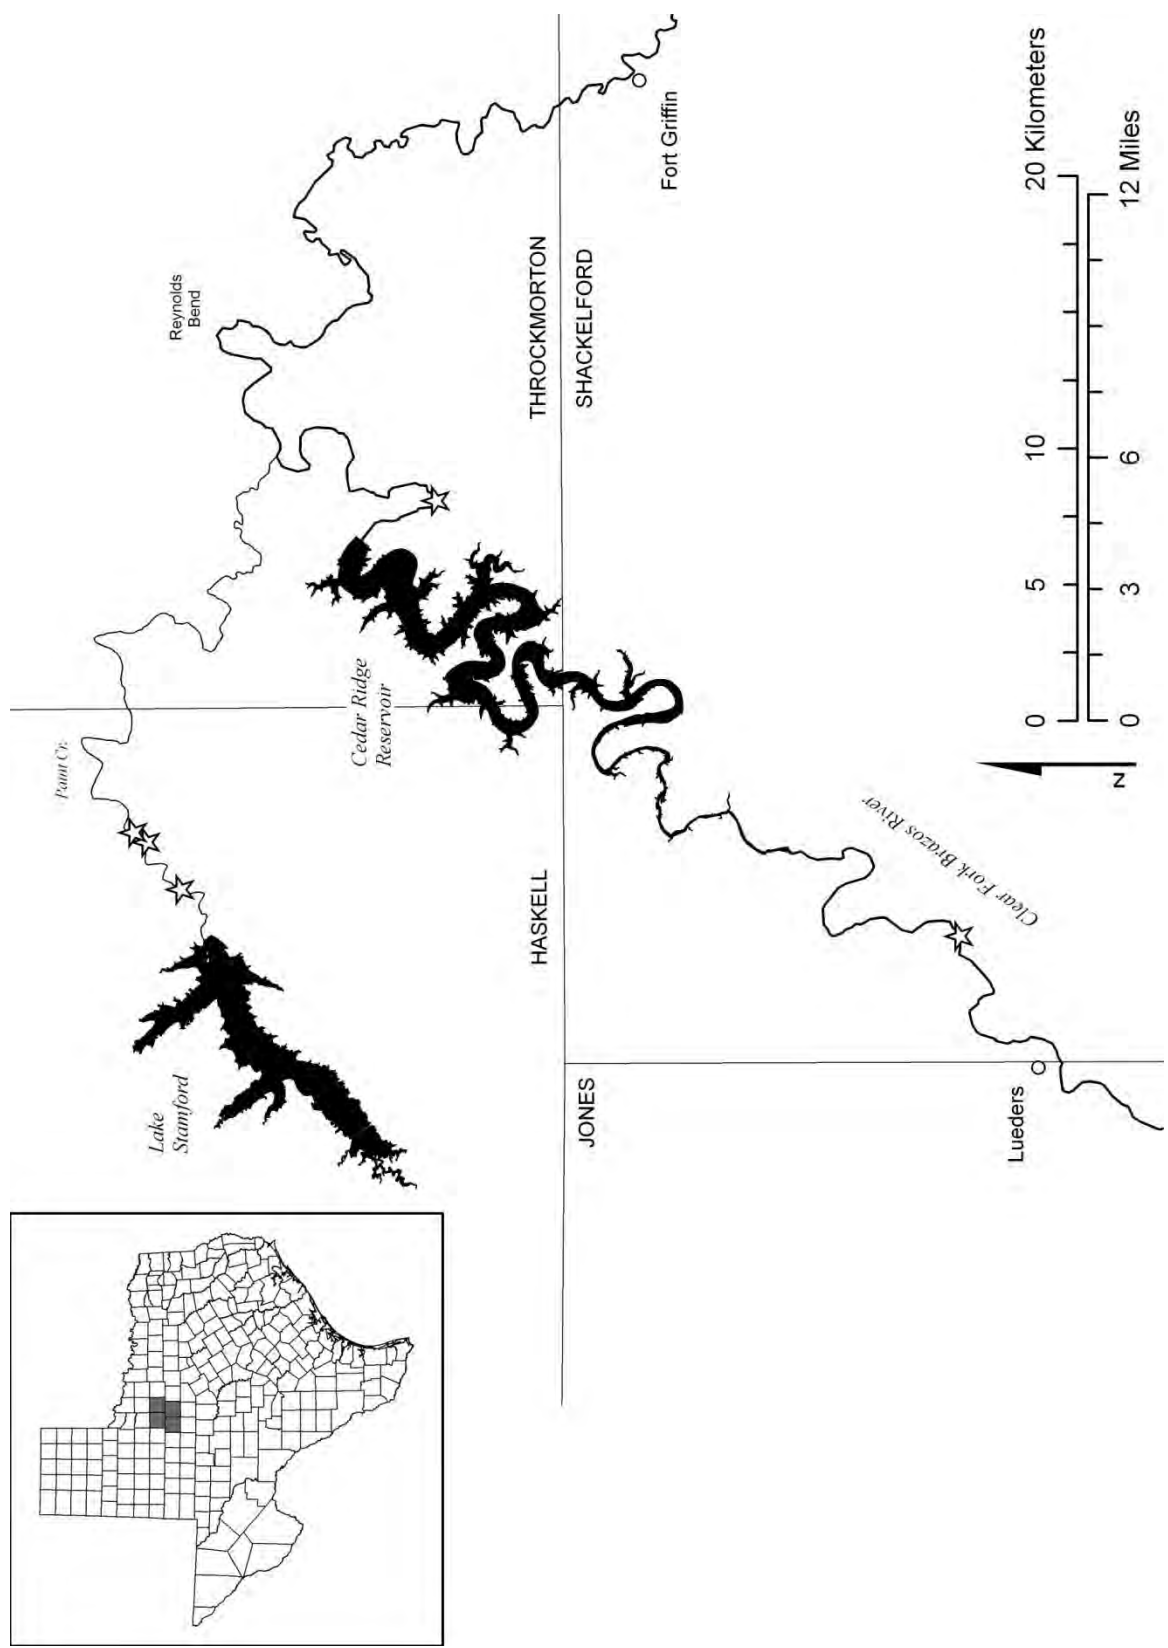 Lake
Stamford
Paint Cr.
Reynolds
Bend
Cedar Ridge
Reservoir
HASKELL
THROCKMORTON
JONES
SHACKELFORD
Fort Griffin
Lueders
Clear Fork Brazos River
N
0 5 10 20 Kilometers
0 3 6 12 Miles